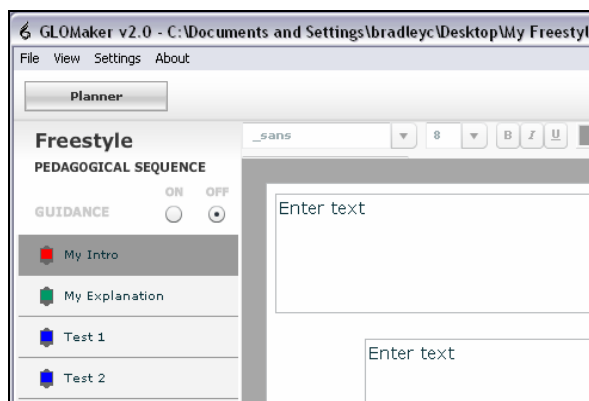 GLOMaker v2.0 - C:\Documents and Settings\bradleyc\Desktop\My Freestyl
File View Settings About
Planner
Freestyle
_sans 8 B I U
PEDAGOGICAL SEQUENCE
ON OFF
GUIDANCE
Enter text
My Intro
My Explanation
Test 1
Enter text
Test 2